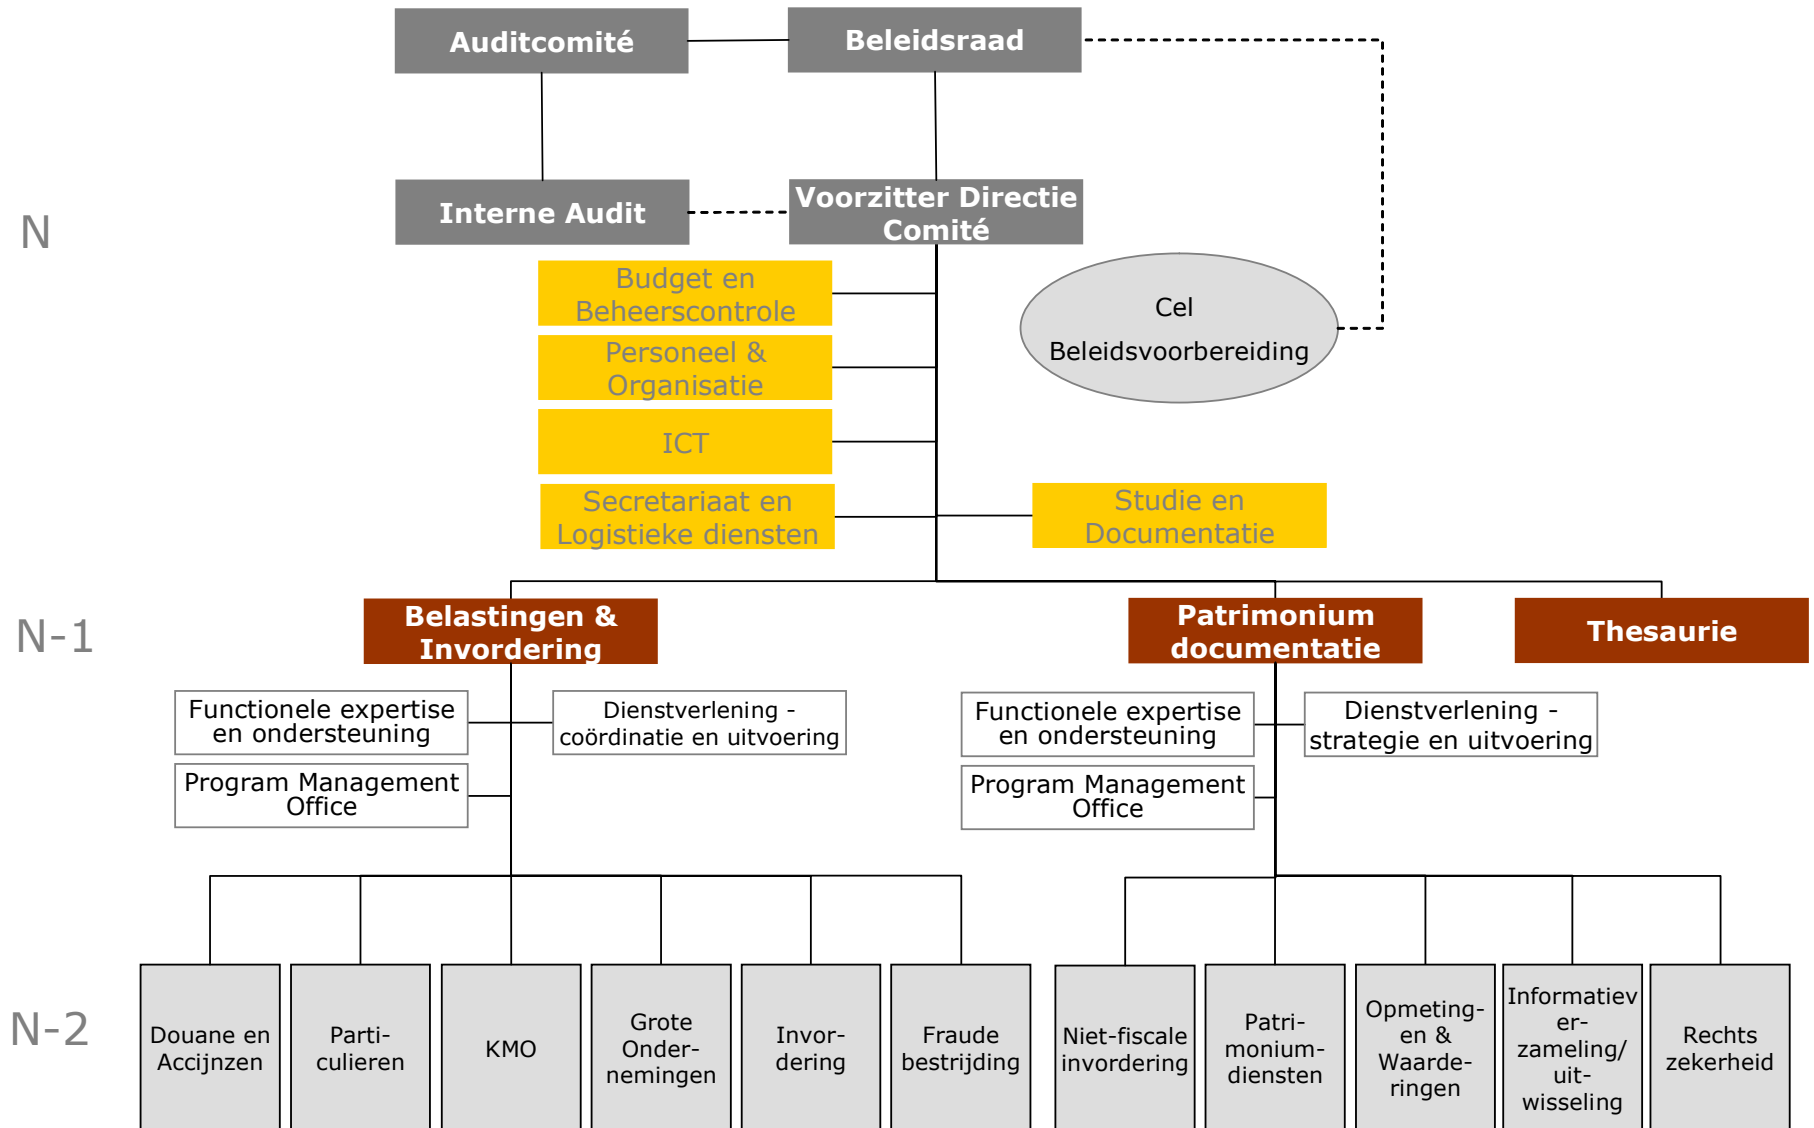 Auditcomité
Beleidsraad
N
Interne Audit
Voorzitter Directie
Comité
Budget en
Beheerscontrole
Cel
Beleidsvoorbereiding
Personeel &
Organisatie
ICT
Secretariaat en
Logistieke diensten
Studie en
Documentatie
N-1
Belastingen &
Invordering
Patrimonium
documentatie
Thesaurie
Functionele expertise
en ondersteuning
Dienstverlening -
coördinatie en uitvoering
Functionele expertise
en ondersteuning
Dienstverlening -
strategie en uitvoering
Program Management
Office
Program Management
Office
N-2
Douane en
Accijnzen
Parti-
culieren
KMO
Grote
Onder-
nemingen
Invor-
dering
Fraude
bestrijding
Niet-fiscale
invordering
Patri-
monium-
diensten
Opmeting-
en &
Waarde-
ringen
Informatiev
er-
zameling/
uit-
wisseling
Rechts
zekerheid